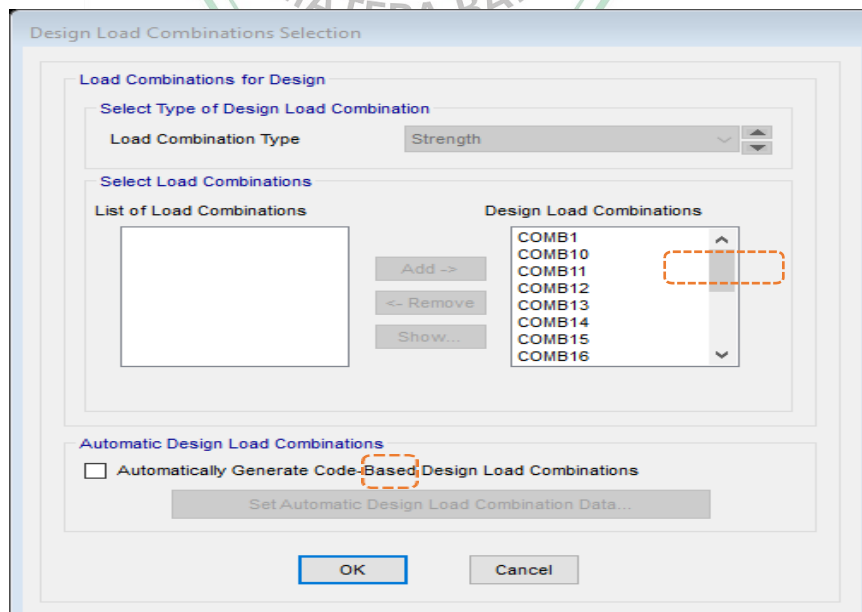 Design Load Combinations Selection
Load Combinations for Design
Select Type of Design Load Combination
Load Combination Type
Strength
Select Load Combinations
List of Load Combinations
Design Load Combinations
COMB1
COMB10
COMB11
COMB12
COMB13
COMB14
COMB15
COMB16
Add ->
<- Remove
Show...
Automatic Design Load Combinations
Automatically Generate Code-Based Design Load Combinations
Set Automatic Design Load Combination Data...
OK
Cancel